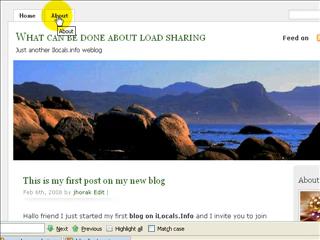 Home About
What can be done about load sharing
Feed on
About
Just another Ilocals.info weblog
This is my first post on my new blog
Feb 6th, 2008 by jhorak Edit |
About
Hallo friend I just started my first blog on iLocals.Info and I invite you to join
Next Previous Highlight all Match case